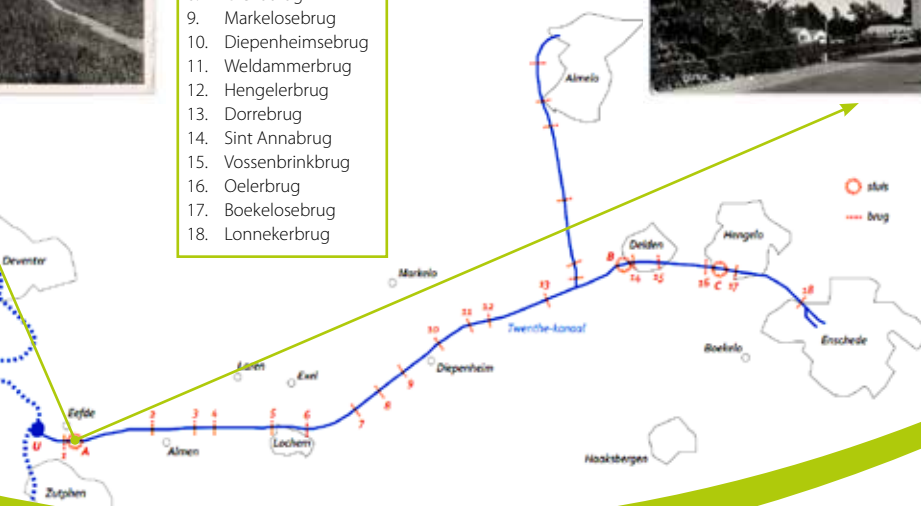 9. Markelosebrug
10. Diepenheimsebrug
11. Weldammerbrug
12. Hengelerbrug
13. Dorrebrug
14. Sint Annabrug
15. Vossenbrinkbrug
16. Oelerbrug
17. Boekelosebrug
18. Lonnekerbrug
Almelo
sluis
brug
Deventer
Markelo
B
Delden
14
15
Hengelo
16
C
17
18
Enschede
13
Twenthe-kanaal
11
12
10
Diepenheim
Boekelo
Laren
Exel
9
8
7
Eefde
U
1
A
2
3
4
5
6
Almen
Lochem
Haaksbergen
Zutphen